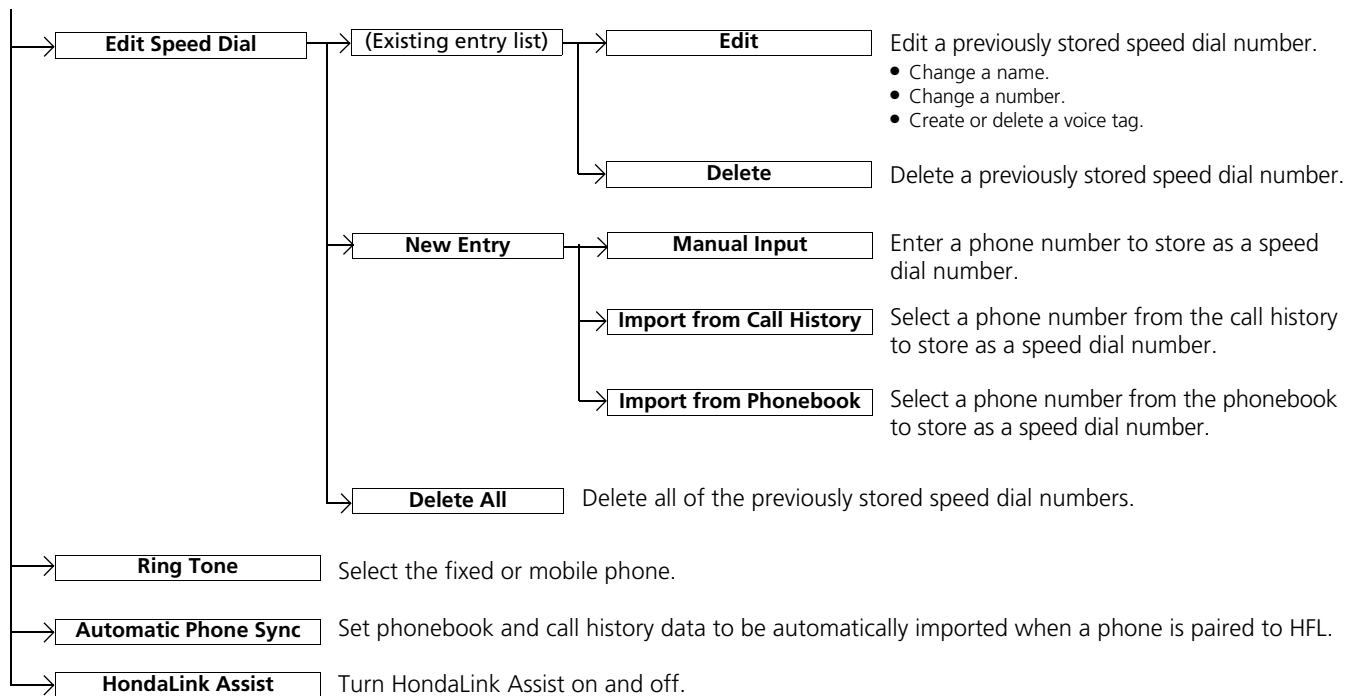 Edit Speed Dial
(Existing entry list)
Edit
Edit a previously stored speed dial number.
● Change a name.
● Change a number.
● Create or delete a voice tag.
Delete
Delete a previously stored speed dial number.
New Entry
Manual Input
Enter a phone number to store as a speed
dial number.
Import from Call History
Select a phone number from the call history
to store as a speed dial number.
Import from Phonebook
Select a phone number from the phonebook
to store as a speed dial number.
Delete All
Delete all of the previously stored speed dial numbers.
Ring Tone
Select the fixed or mobile phone.
Automatic Phone Sync
Set phonebook and call history data to be automatically imported when a phone is paired to HFL.
HondaLink Assist
Turn HondaLink Assist on and off.